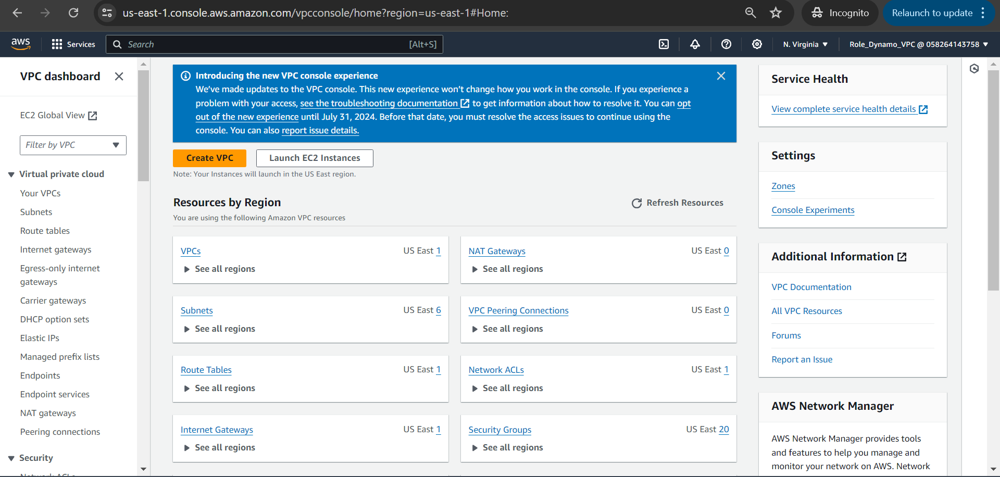 us-east-1.console.aws.amazon.com/vpcconsole/home?region=us-east-1#Home:
Incognito
Relaunch to update
aws
Services
Search
[Alt+S]
N. Virginia
Role_Dynamo_VPC @ 058264143758
VPC dashboard
EC2 Global View
Filter by VPC
Virtual private cloud
Your VPCs
Subnets
Route tables
Internet gateways
Egress-only internet
gateways
Carrier gateways
DHCP option sets
Elastic IPs
Managed prefix lists
Endpoints
Endpoint services
NAT gateways
Peering connections
Security
Network ACLs
Introducing the new VPC console experience
We've made updates to the VPC console. This new experience won't change how you work in the console. If you experience a
problem with your access, see the troubleshooting documentation to get information about how to resolve it. You can opt
out of the new experience until July 31, 2024. Before that date, you must resolve the access issues to continue using the
console. You can also report issue details.
Create VPC
Launch EC2 Instances
Note: Your Instances will launch in the US East region.
Resources by Region
Refresh Resources
You are using the following Amazon VPC resources
VPCs
US East 1
See all regions
NAT Gateways
US East 0
See all regions
Subnets
US East 6
See all regions
VPC Peering Connections
US East 0
See all regions
Route Tables
US East 1
See all regions
Network ACLs
US East 1
See all regions
Internet Gateways
US East 1
See all regions
Security Groups
US East 20
See all regions
Service Health
View complete service health details
Settings
Zones
Console Experiments
Additional Information
VPC Documentation
All VPC Resources
Forums
Report an Issue
AWS Network Manager
AWS Network Manager provides tools
and features to help you manage and
monitor your network on AWS. Network